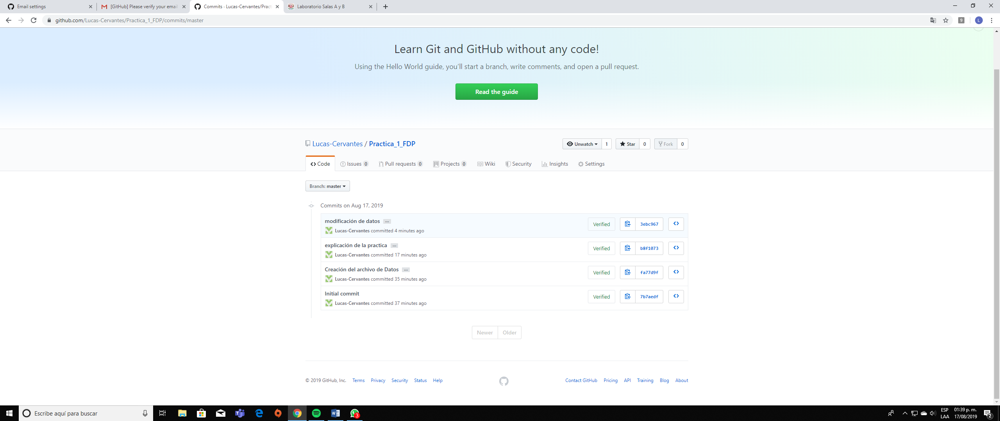 Email settings
[GitHub] Please verify your email
Commits · Lucas-Cervantes/Pract
Laboratorio Salas A y B
github.com/Lucas-Cervantes/Practica_1_FDP/commits/master
9
L
Learn Git and GitHub without any code!
Using the Hello World guide, you’ll start a branch, write comments, and open a pull request.
Read the guide
Lucas-Cervantes / Practica_1_FDP
Unwatch 1
Star 0
Fork 0
Code
Issues 0
Pull requests 0
Projects 0
Wiki
Security
Insights
Settings
Branch: master
Commits on Aug 17, 2019
modificación de datos ...
Lucas-Cervantes committed 4 minutes ago
Verified
3ebc967
explicación de la practica ...
Lucas-Cervantes committed 17 minutes ago
Verified
b8f1073
Creación del archivo de Datos ...
Lucas-Cervantes committed 35 minutes ago
Verified
fa77d9f
Initial commit
Lucas-Cervantes committed 37 minutes ago
Verified
7b7aedf
Newer
Older
© 2019 GitHub, Inc. Terms Privacy Security Status Help
Contact GitHub Pricing API Training Blog About
Escribe aquí para buscar
3
ESP
LAA
01:39 p. m.
17/08/2019
2